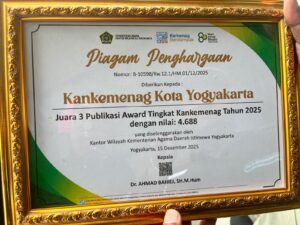 Piagam Penghargaan
Nomor: B-10598/Kw.12.1/HM.01/12/2025
Diberikan Kepada :
Kankemenag Kota Yogyakarta
Juara 3 Publikasi Award Tingkat Kankemenag Tahun 2025
dengan nilai: 4.688
yang diselenggarakan oleh
Kantor Wilayah Kementerian Agama Daerah Istimewa Yogyakarta
Yogyakarta, 15 Desember 2025
Kepala
Dr. AHMAD BAHIEJ, SH.M.Hum